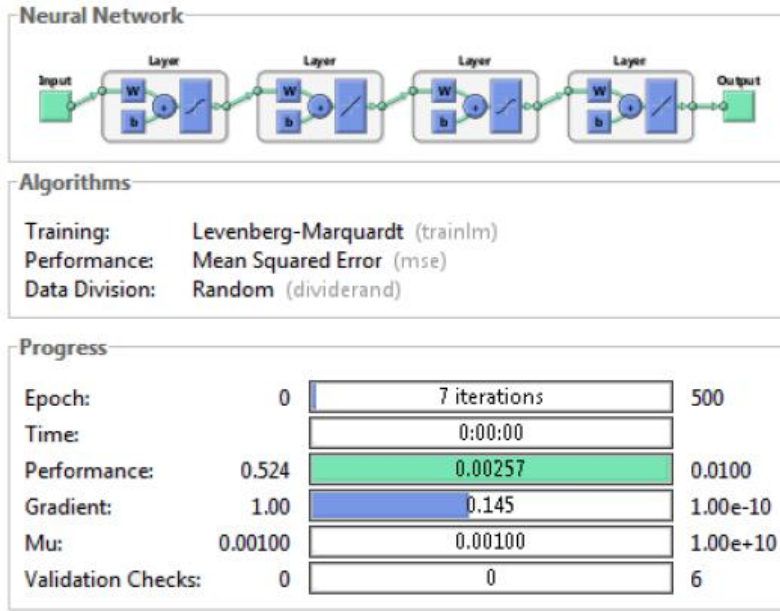 Neural Network
Layer Layer Layer Layer
Input Output
W W W W
+ + + +
b b b b
Algorithms
Training: Levenberg-Marquardt (trainlm)
Performance: Mean Squared Error (mse)
Data Division: Random (dividerand)
Progress
Epoch: 0 7 iterations 500
Time: 0:00:00
Performance: 0.524 0.00257 0.0100
Gradient: 1.00 0.145 1.00e-10
Mu: 0.00100 0.00100 1.00e+10
Validation Checks: 0 0 6